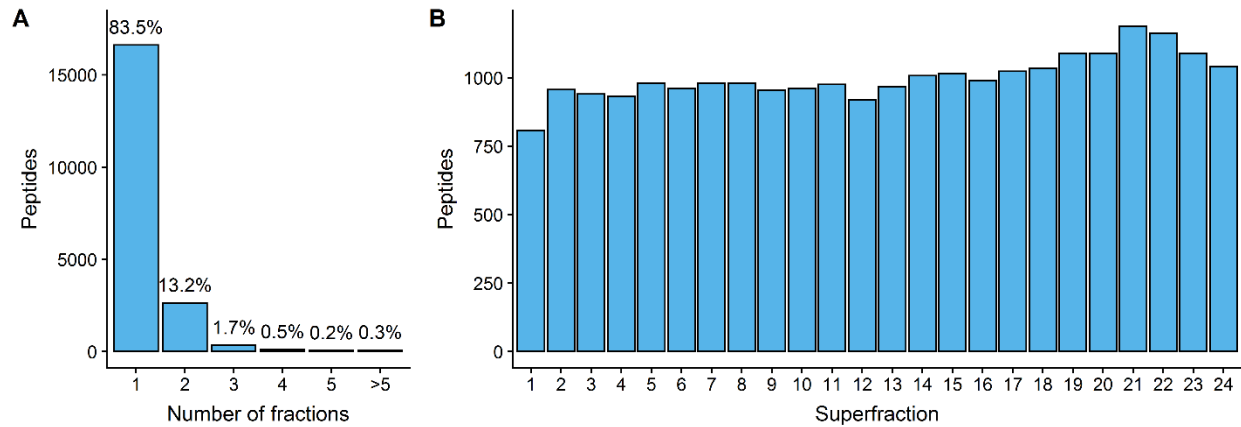 A
83.5%
15000
10000
5000
0
13.2%
1.7%
0.5%
0.2%
0.3%
1 2 3 4 5 >5
Peptides
Number of fractions
B
1000
750
500
250
0
1 2 3 4 5 6 7 8 9 10 11 12 13 14 15 16 17 18 19 20 21 22 23 24
Peptides
Superfraction